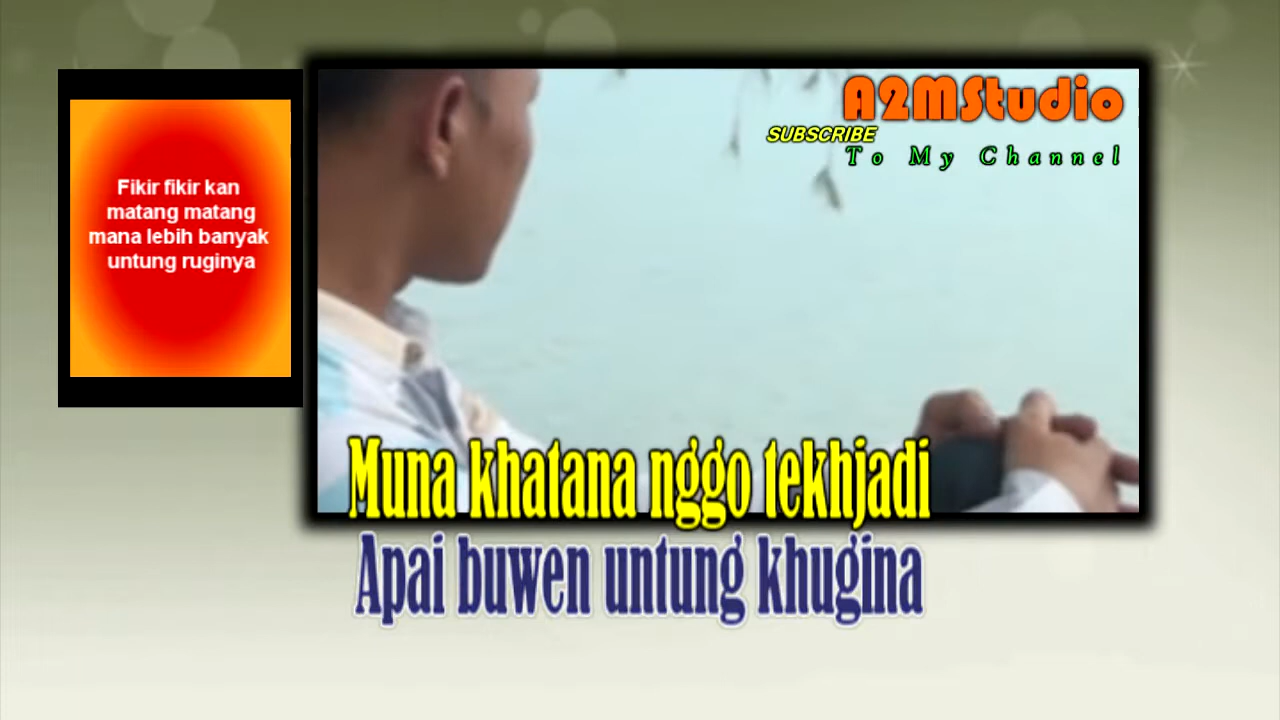 A2MStudio
SUBSCRIBE
To My Channel
Fikir fikir kan
matang matang
mana lebih banyak
untung ruginya
Muna khatana nggo tekhjadi
Apai buwen untung khugina